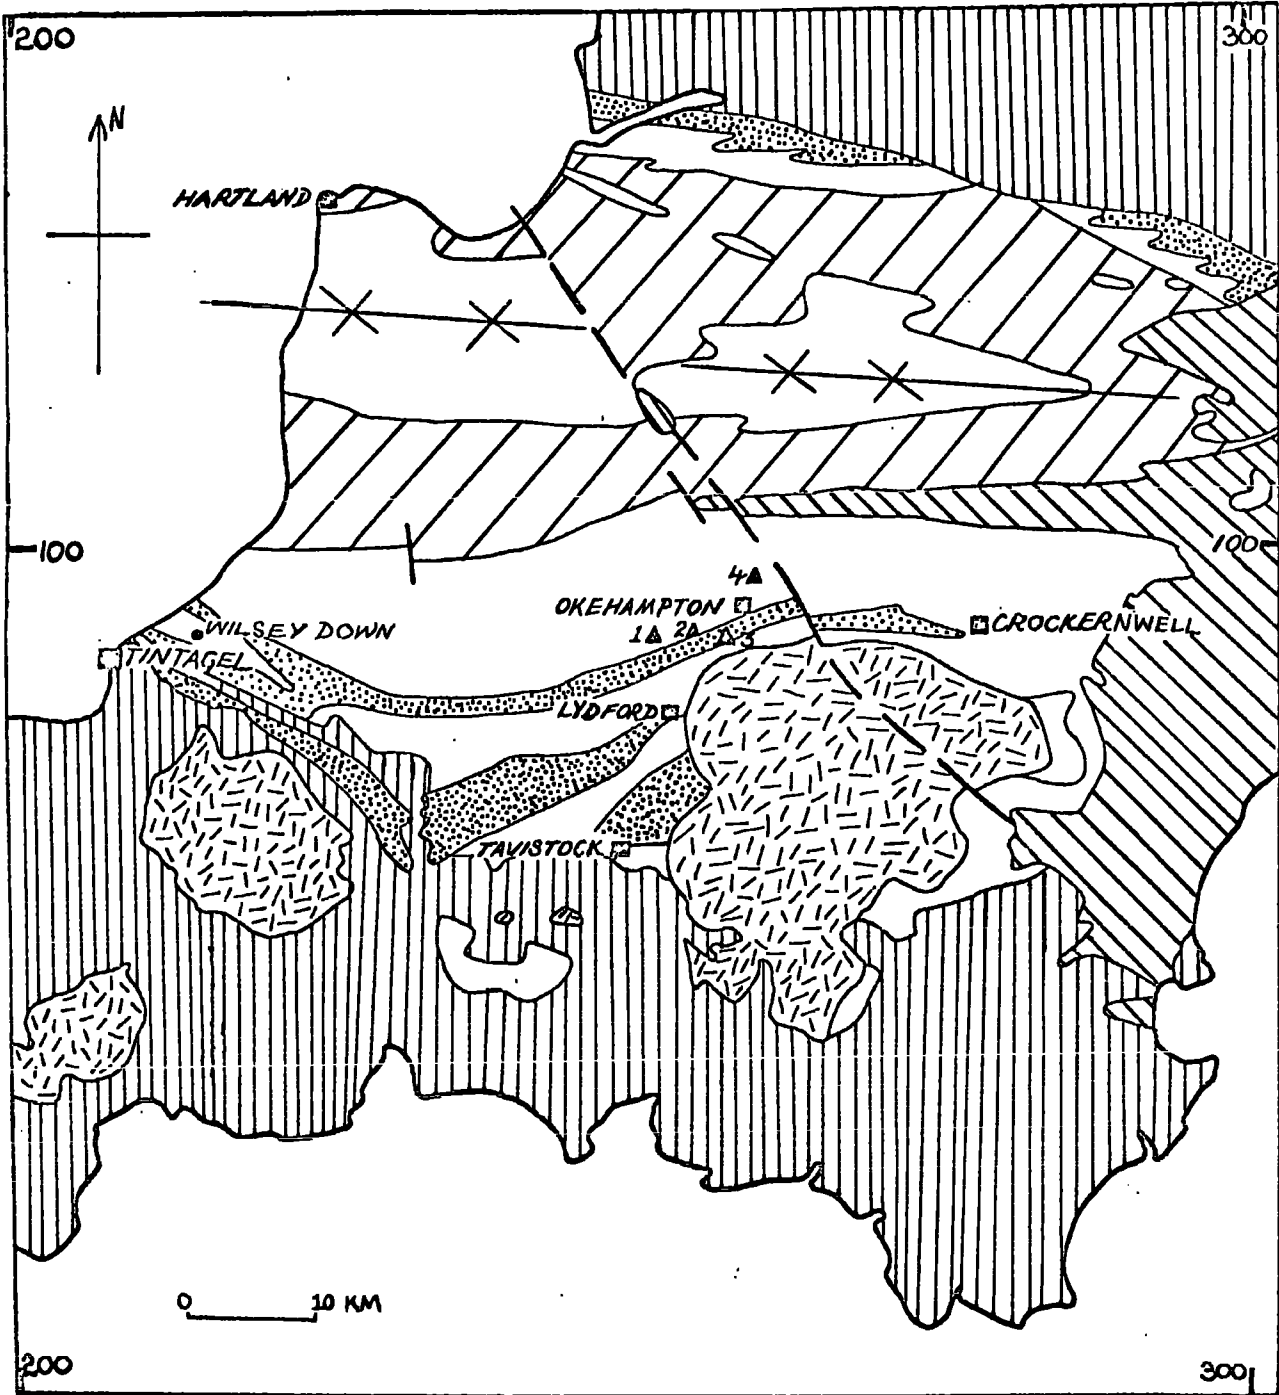 200
300
N
HARTLAND
100
100
4
OKEHAMPTON
1 2 3
CROCKERNWELL
WILSEY DOWN
TINTAGEL
LYDFORD
TAVISTOCK
0 10 KM
200
300